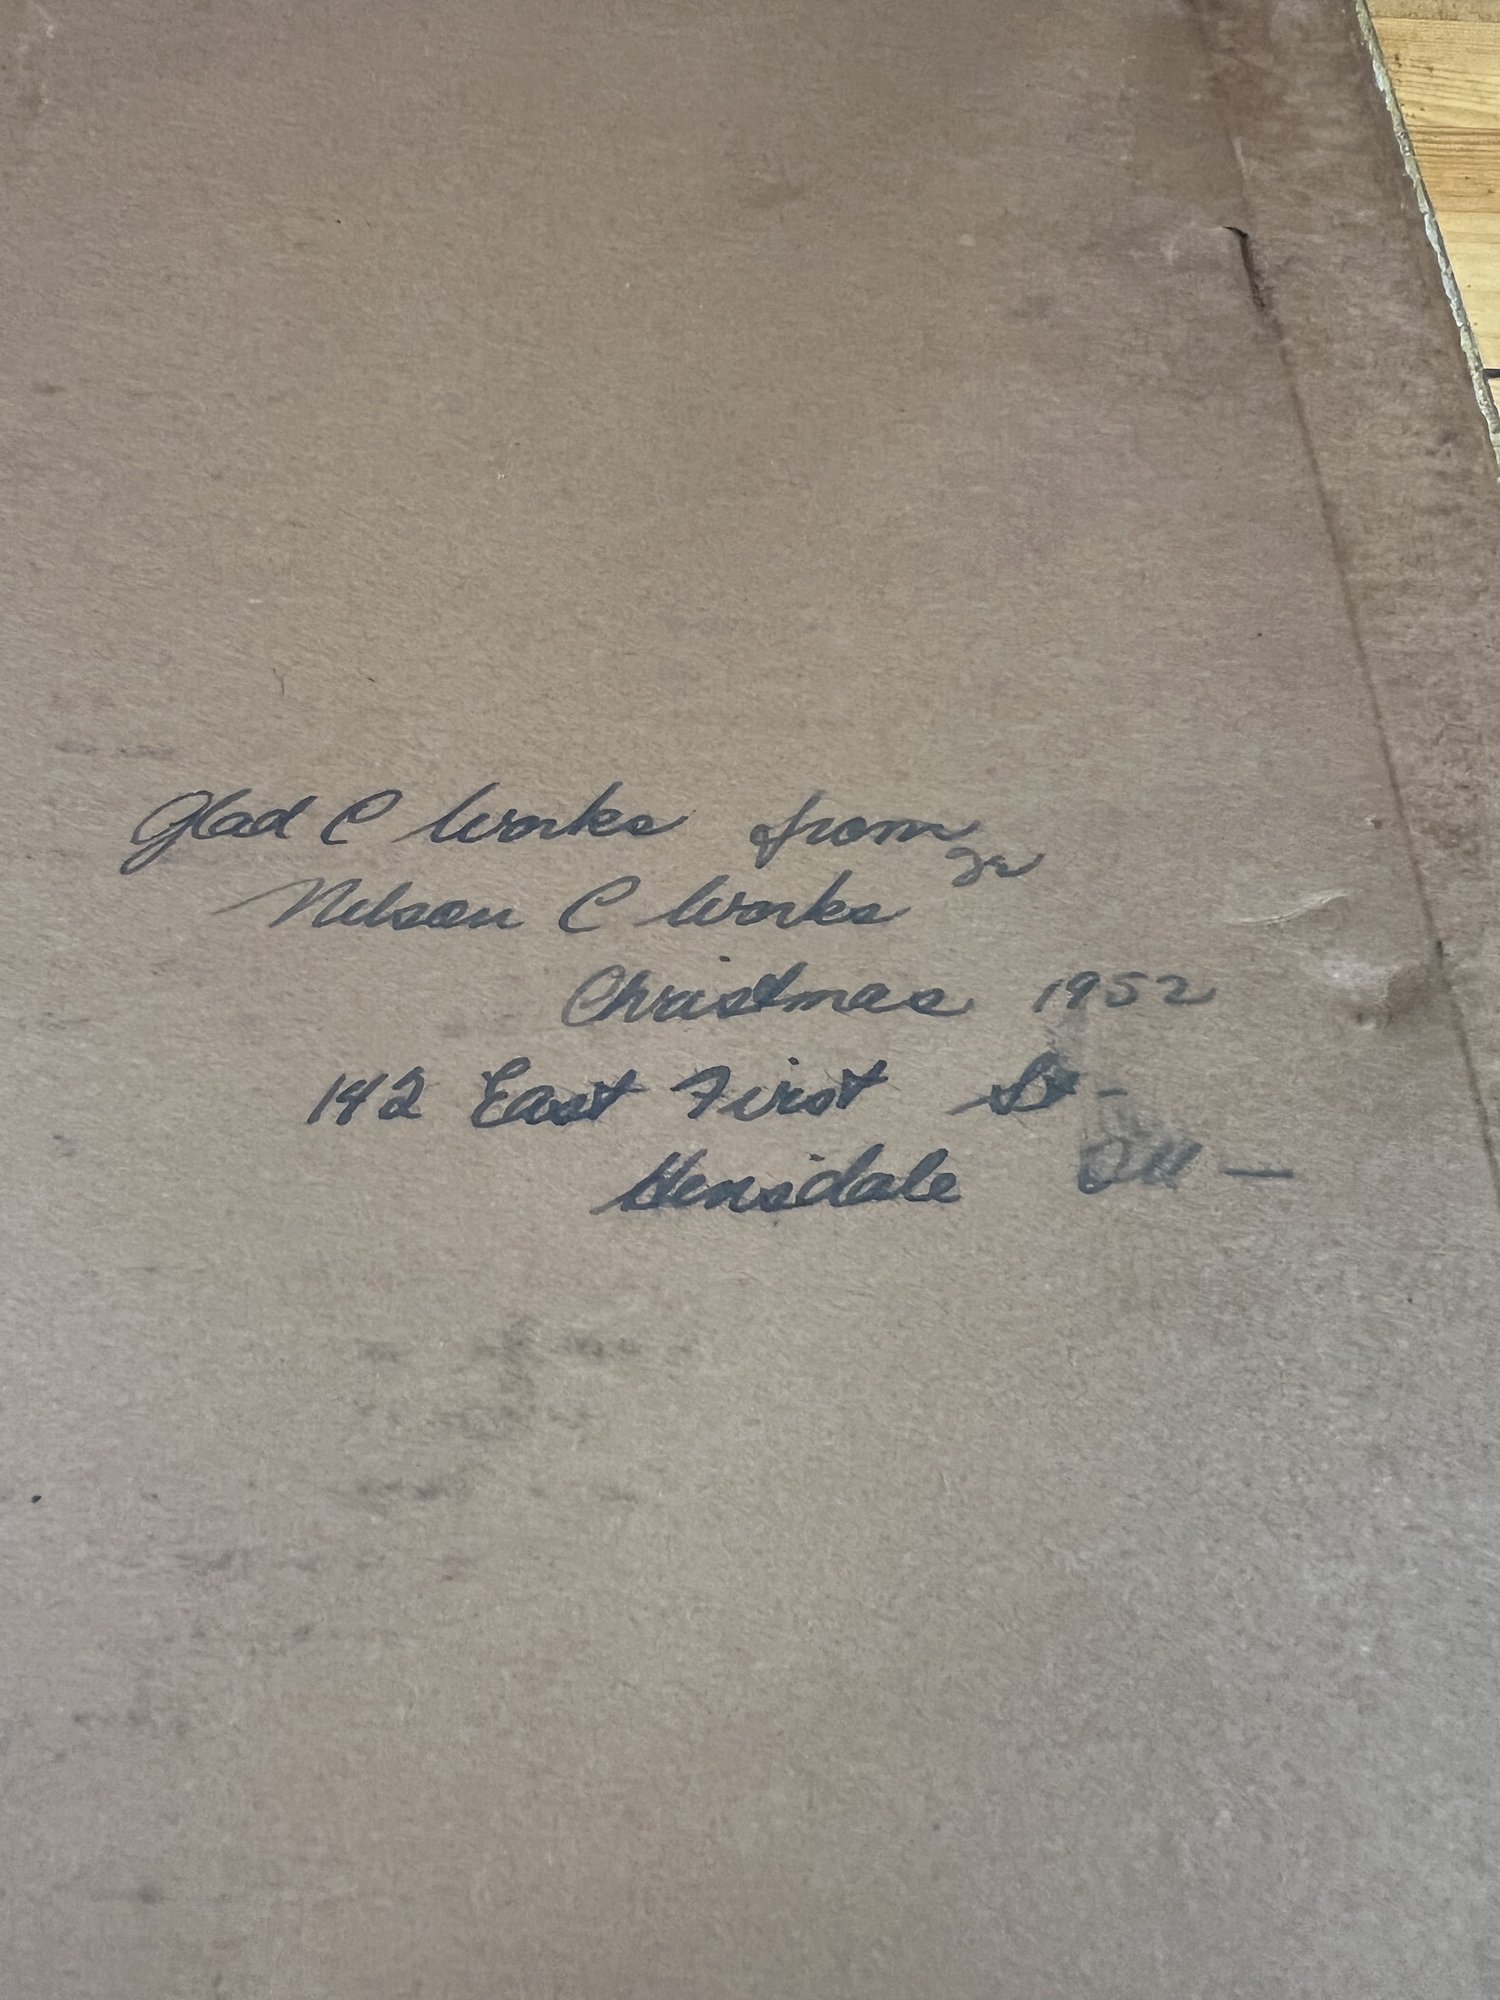 Glad C Works from
Nelson C Works Jr
Christmas 1952
142 East First St-
Hinsdale Ill -